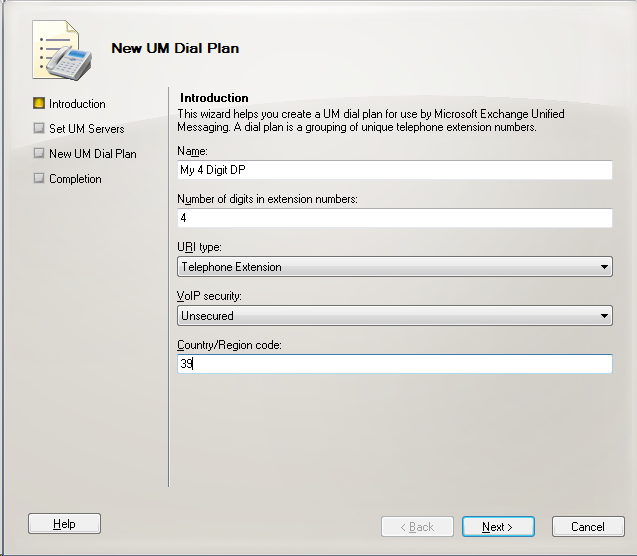 New UM Dial Plan
Introduction
Set UM Servers
New UM Dial Plan
Completion
Introduction
This wizard helps you create a UM dial plan for use by Microsoft Exchange Unified
Messaging. A dial plan is a grouping of unique telephone extension numbers.
Name:
My 4 Digit DP
Number of digits in extension numbers:
4
URI type:
Telephone Extension
VoIP security:
Unsecured
Country/Region code:
39
Help
< Back
Next >
Cancel